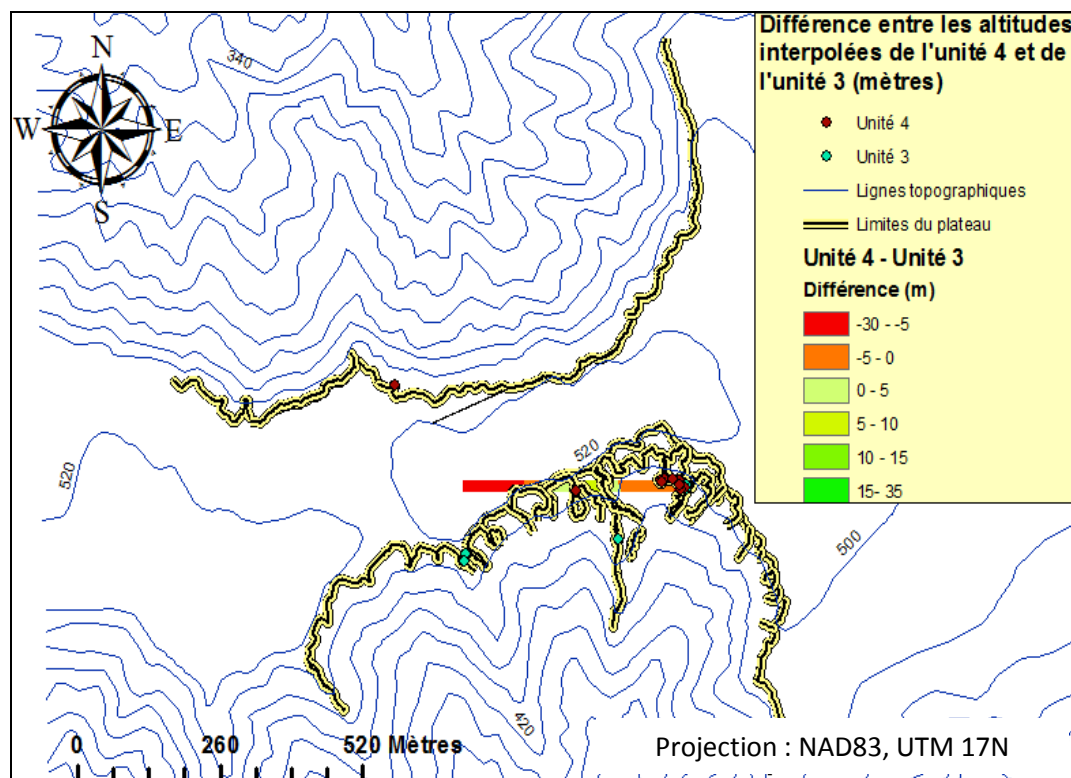 Différence entre les altitudes
interpolées de l'unité 4 et de
l'unité 3 (mètres)
Unité 4
Unité 3
Lignes topographiques
Limites du plateau
Unité 4 - Unité 3
Différence (m)
-30 - -5
-5 - 0
0 - 5
5 - 10
10 - 15
15- 35
N
W
E
S
340
520
520
500
420
0
260
520 Mètres
Projection : NAD83, UTM 17N